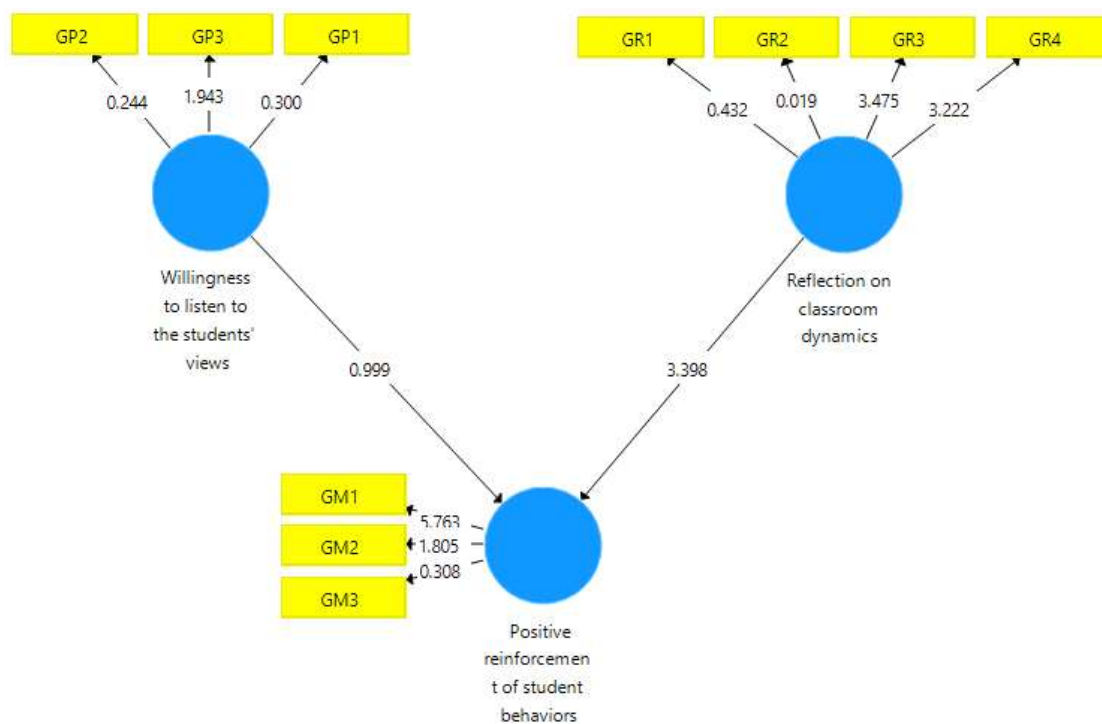 GP2
GP3
GP1
GR1
GR2
GR3
GR4
0.244
1.943
0.300
0.432
0.019
3.475
3.222
Willingness
to listen to
the students'
views
Reflection on
classroom
dynamics
0.999
3.398
GM1
GM2
GM3
5.763
1.805
0.308
Positive
reinforcemen
t of student
behaviors